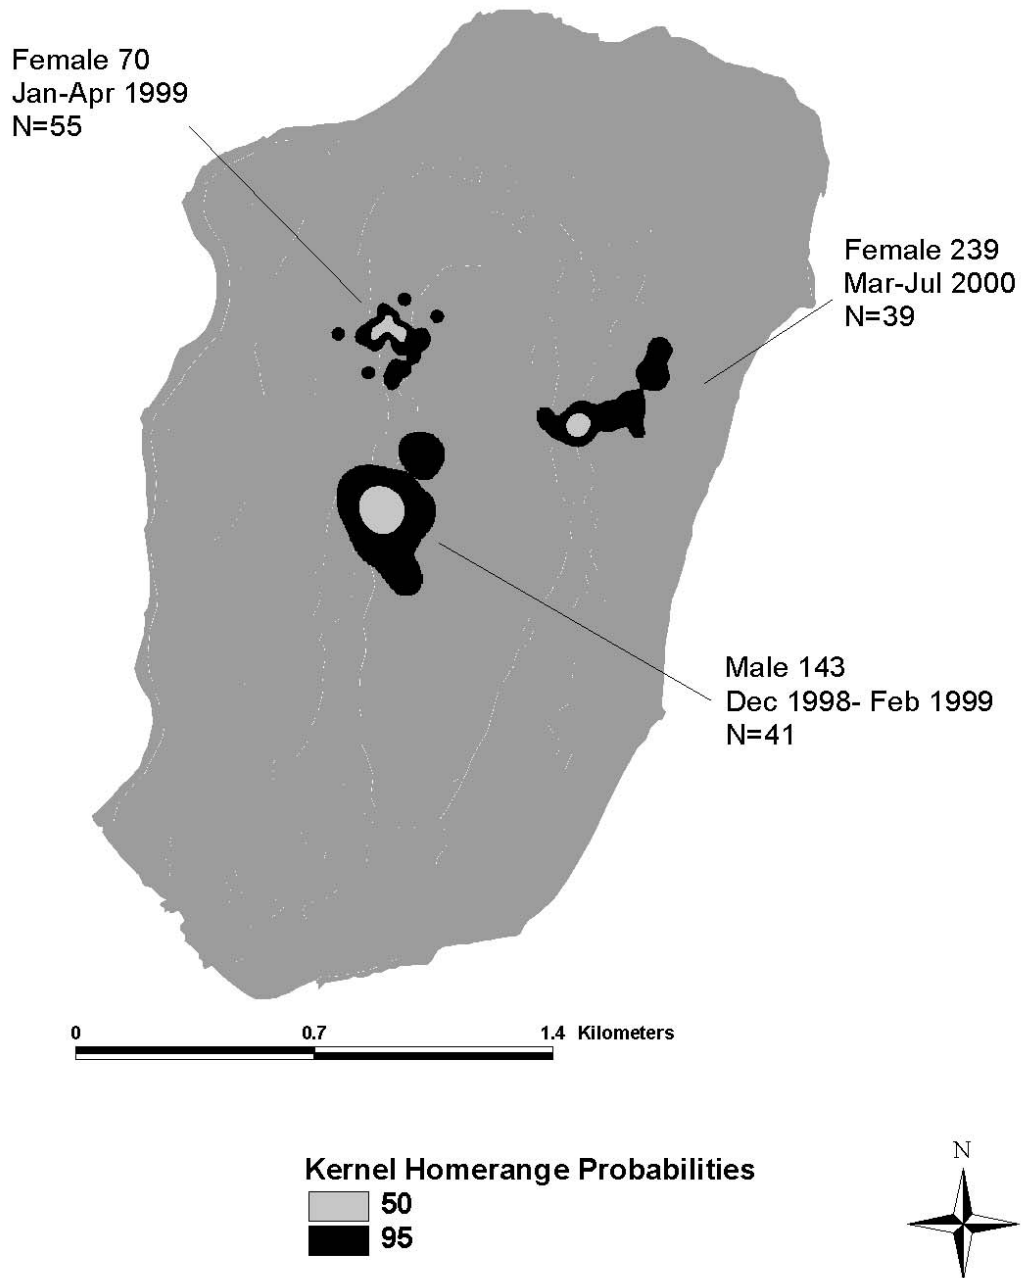 Female 70
Jan-Apr 1999
N=55
Female 239
Mar-Jul 2000
N=39
Male 143
Dec 1998- Feb 1999
N=41
0 0.7 1.4 Kilometers
N
Kernel Homerange Probabilities
50
95